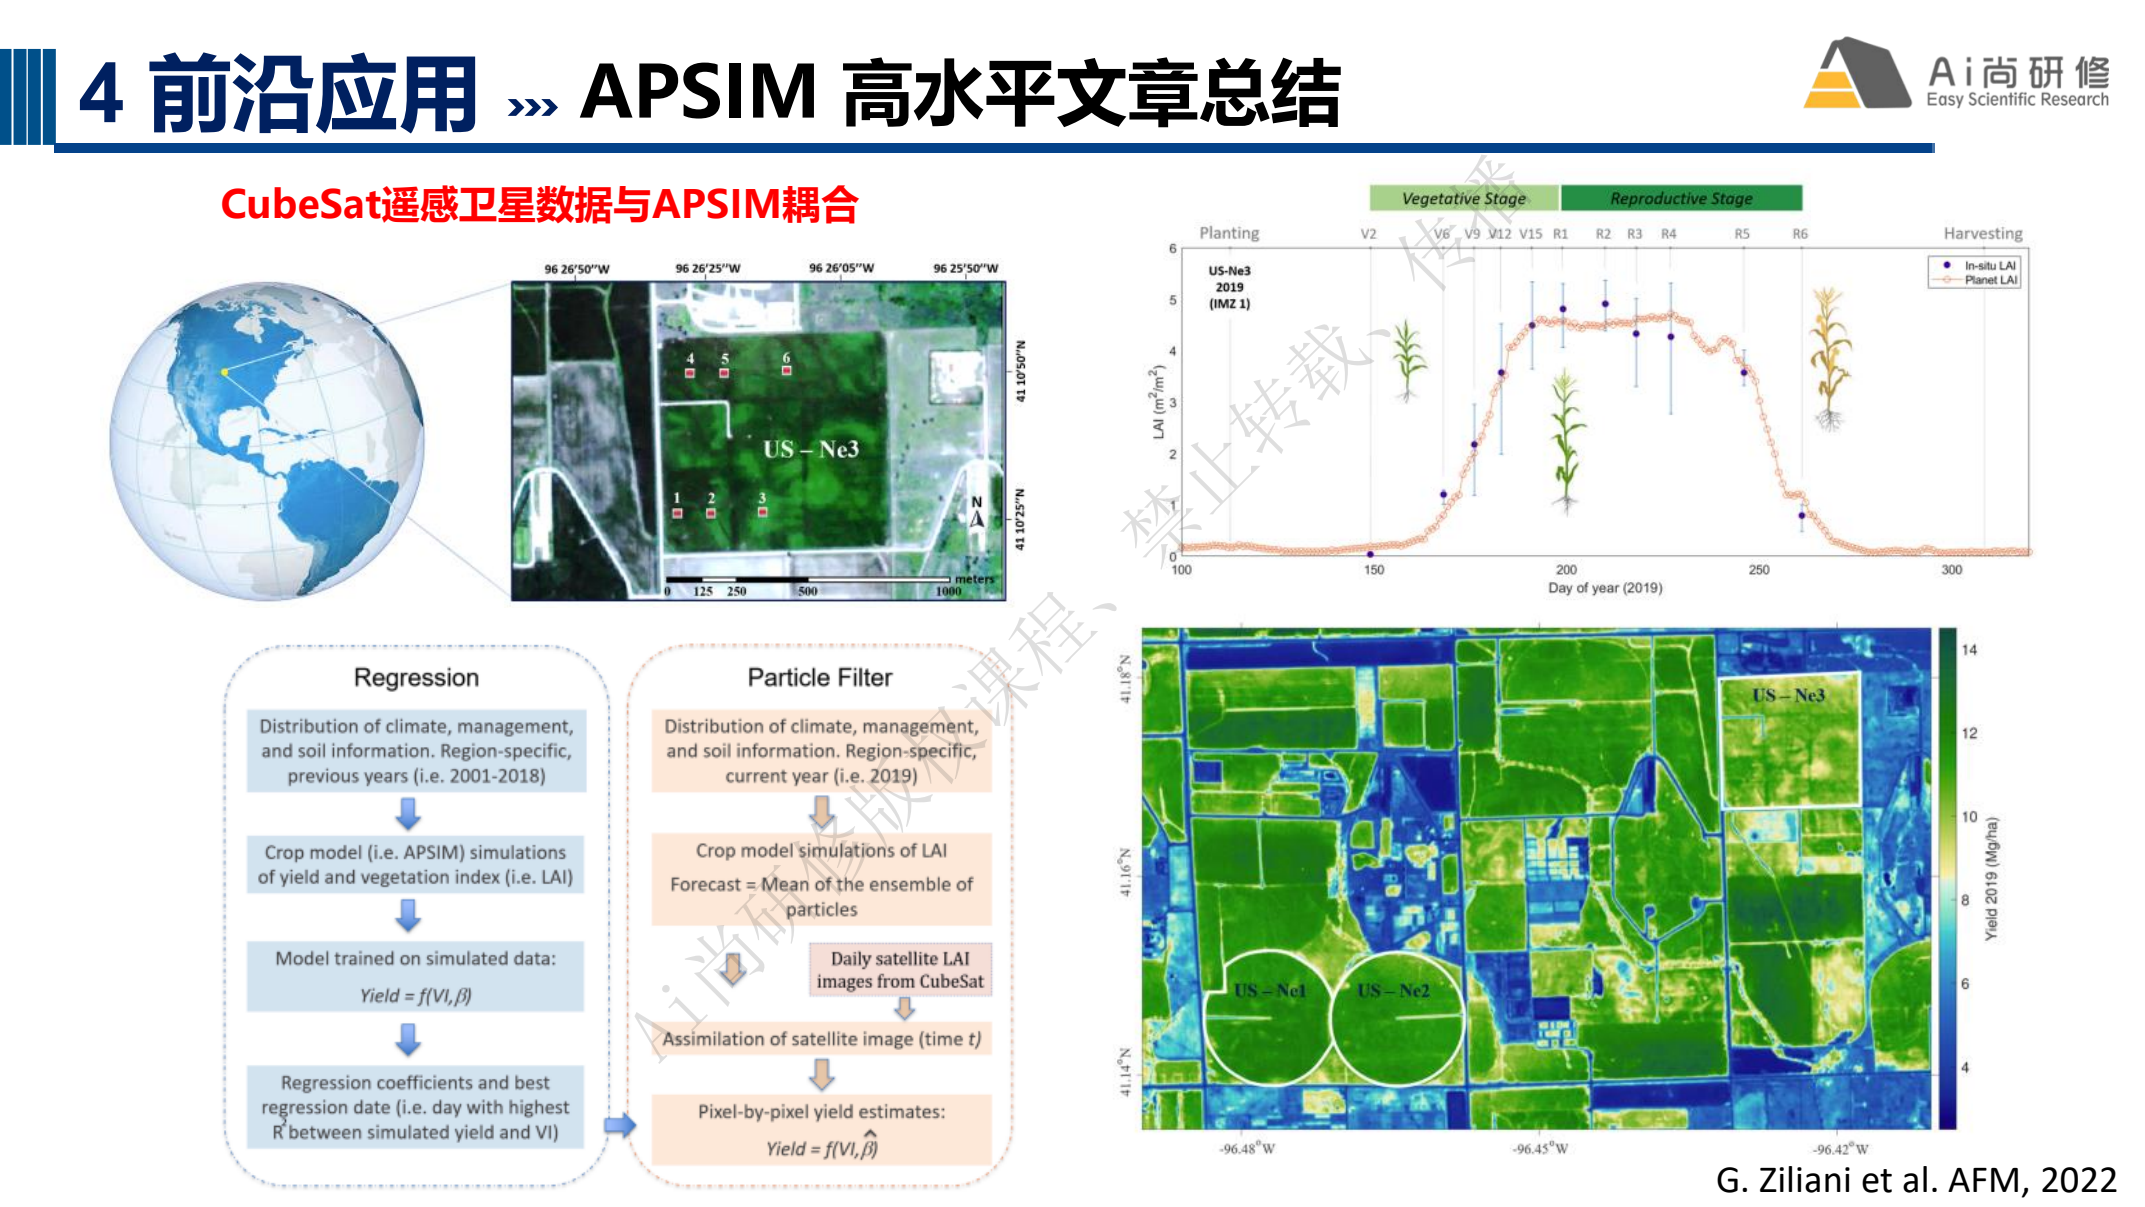 4 前沿应用 »» APSIM 高水平文章总结
Ai尚研修
Easy Scientific Research
CubeSat遥感卫星数据与APSIM耦合
96 26'50"W 96 26'25"W 96 26'05"W 96 25'50"W
41 10'50"N
41 10'25"N
4 5 6
US – Ne3
1 2 3
N
meters
0 125 250 500 1000
Vegetative Stage Reproductive Stage
Planting V2 V6 V9 V12 V15 R1 R2 R3 R4 R5 R6 Harvesting
US-Ne3
2019
(IMZ 1)
In-situ LAI
Planet LAI
LAI (m²/m²)
6
5
4
3
2
1
0
100 150 200 250 300
Day of year (2019)
Regression
Distribution of climate, management,
and soil information. Region-specific,
previous years (i.e. 2001-2018)
Crop model (i.e. APSIM) simulations
of yield and vegetation index (i.e. LAI)
Model trained on simulated data:
Yield = f(VI,β)
Regression coefficients and best
regression date (i.e. day with highest
R² between simulated yield and VI)
Particle Filter
Distribution of climate, management,
and soil information. Region-specific,
current year (i.e. 2019)
Crop model simulations of LAI
Forecast = Mean of the ensemble of
particles
Daily satellite LAI
images from CubeSat
Assimilation of satellite image (time t)
Pixel-by-pixel yield estimates:
Yield = f(VI,β̂)
US – Ne3
US – Ne1 US – Ne2
41.18°N
41.16°N
41.14°N
-96.48°W -96.45°W -96.42°W
14
12
10
8
6
4
Yield 2019 (Mg/ha)
G. Ziliani et al. AFM, 2022
Ai尚研修版权课程、禁止转载、传播